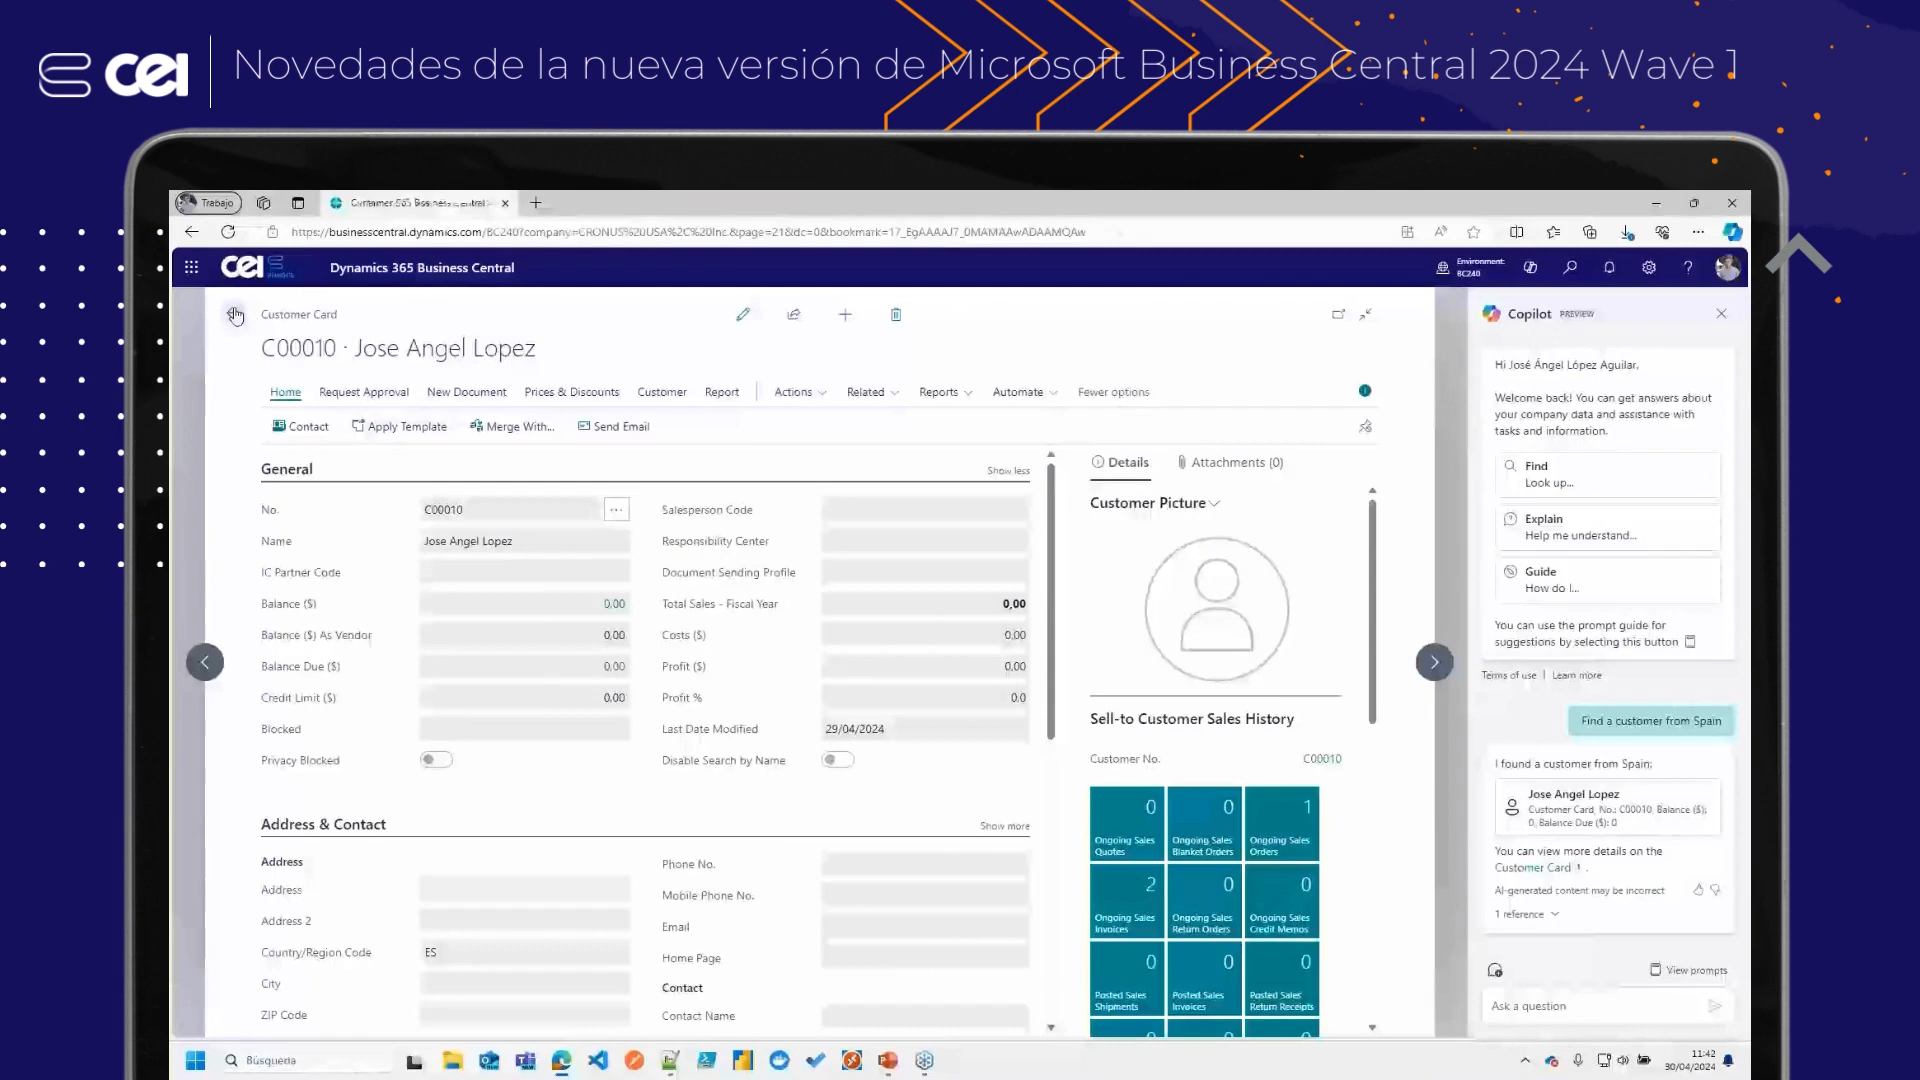 cei
Novedades de la nueva versión de Microsoft Business Central 2024 Wave 1
Trabajo
https://businesscentral.dynamics.com/BC240?company=CRONUS%20USA%2C%20Inc.&page=21&dc=0&bookmark=17_EgAAAAJ7_0MAMAAwADAAMQAw
cei
Dynamics 365 Business Central
Environment:
BC240
Customer Card
C00010 · Jose Angel Lopez
Home
Request Approval
New Document
Prices & Discounts
Customer
Report
Actions
Related
Reports
Automate
Fewer options
Contact
Apply Template
Merge With...
Send Email
General
Show less
No.
C00010
Name
Jose Angel Lopez
IC Partner Code
Balance ($)
0,00
Balance ($) As Vendor
0,00
Balance Due ($)
0,00
Credit Limit ($)
0,00
Blocked
Privacy Blocked
Salesperson Code
Responsibility Center
Document Sending Profile
Total Sales - Fiscal Year
0,00
Costs ($)
0,00
Profit ($)
0,00
Profit %
0,0
Last Date Modified
29/04/2024
Disable Search by Name
Address & Contact
Show more
Address
Address
Address 2
Country/Region Code
ES
City
ZIP Code
Phone No.
Mobile Phone No.
Email
Home Page
Contact
Contact Name
Details
Attachments (0)
Customer Picture
Sell-to Customer Sales History
Customer No.
C00010
0
Ongoing Sales
Quotes
0
Ongoing Sales
Blanket Orders
1
Ongoing Sales
Orders
2
Ongoing Sales
Invoices
0
Ongoing Sales
Return Orders
0
Ongoing Sales
Credit Memos
0
Posted Sales
Shipments
0
Posted Sales
Invoices
0
Posted Sales
Return Receipts
Copilot PREVIEW
Hi José Ángel López Aguilar,
Welcome back! You can get answers about
your company data and assistance with
tasks and information.
Find
Look up...
Explain
Help me understand...
Guide
How do I...
You can use the prompt guide for
suggestions by selecting this button
Terms of use | Learn more
Find a customer from Spain
I found a customer from Spain:
Jose Angel Lopez
Customer Card, No.: C00010, Balance ($):
0, Balance Due ($): 0
You can view more details on the
Customer Card 1 .
AI-generated content may be incorrect
1 reference
View prompts
Ask a question
Búsqueda
11:42
30/04/2024